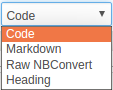 Code
Code
Markdown
Raw NBConvert
Heading